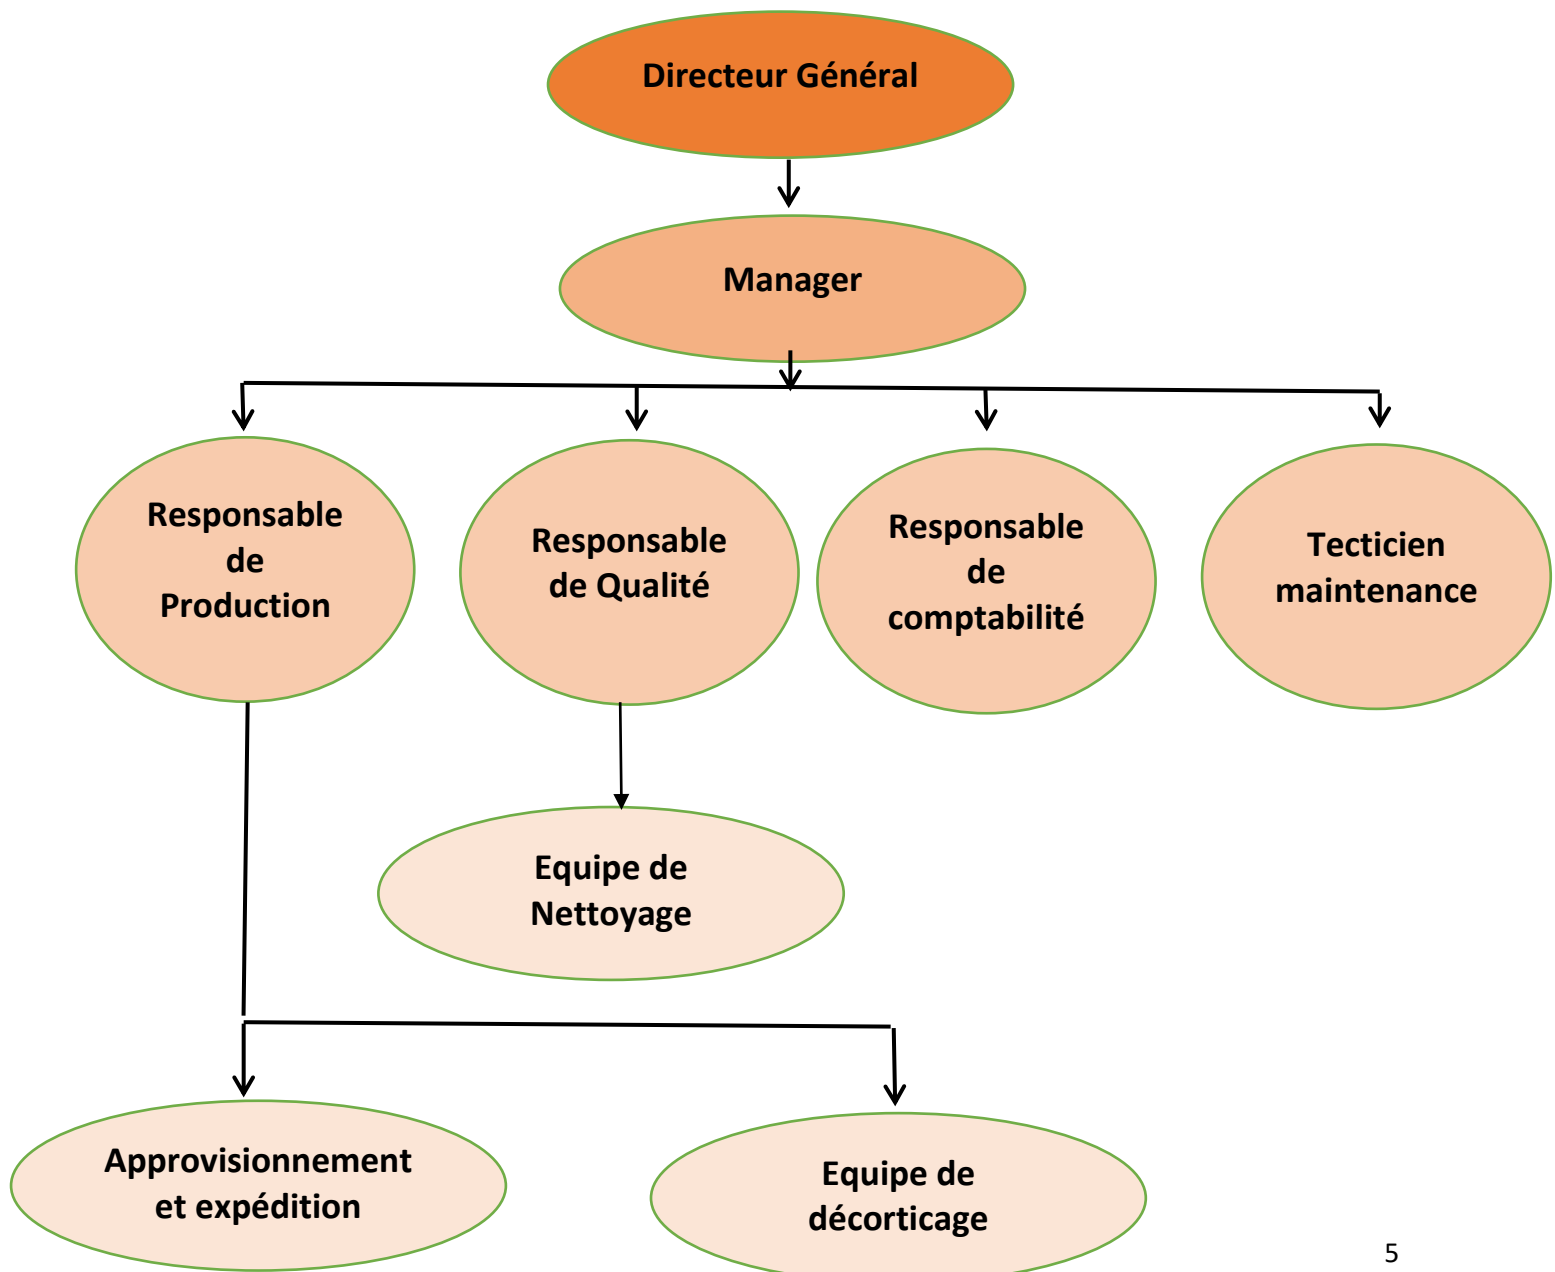 Directeur Général
Manager
Responsable
de
Production
Responsable
de Qualité
Responsable
de
comptabilité
Tecticien
maintenance
Equipe de
Nettoyage
Approvisionnement
et expédition
Equipe de
décorticage
5